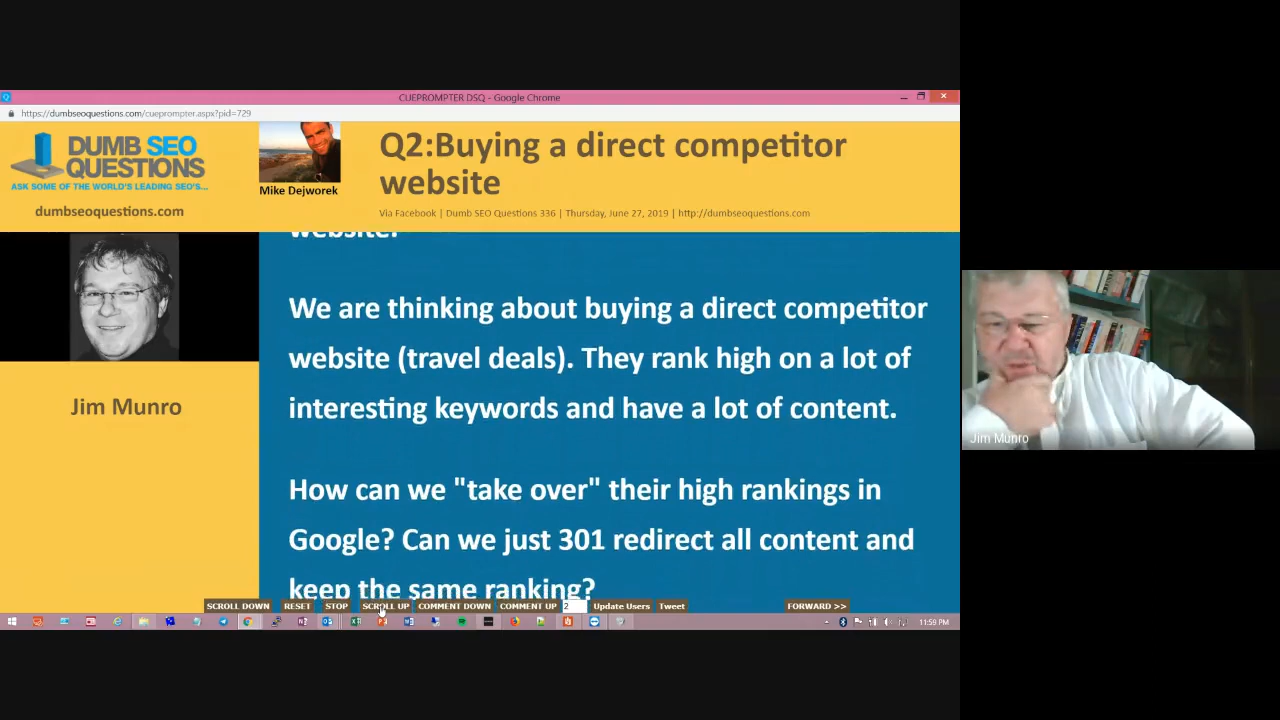 CUEPROMPTER DSQ - Google Chrome
https://dumbseoquestions.com/cueprompter.aspx?pid=729
DUMB SEO
QUESTIONS
ASK SOME OF THE WORLD'S LEADING SEO'S...
dumbseoquestions.com
Mike Dejworek
Q2:Buying a direct competitor
website
Via Facebook | Dumb SEO Questions 336 | Thursday, June 27, 2019 | http://dumbseoquestions.com
Jim Munro
website.
We are thinking about buying a direct competitor
website (travel deals). They rank high on a lot of
interesting keywords and have a lot of content.
How can we "take over" their high rankings in
Google? Can we just 301 redirect all content and
keep the same ranking?
SCROLL DOWN RESET STOP SCROLL UP COMMENT DOWN COMMENT UP 2 Update Users Tweet FORWARD >>
11:59 PM
Jim Munro